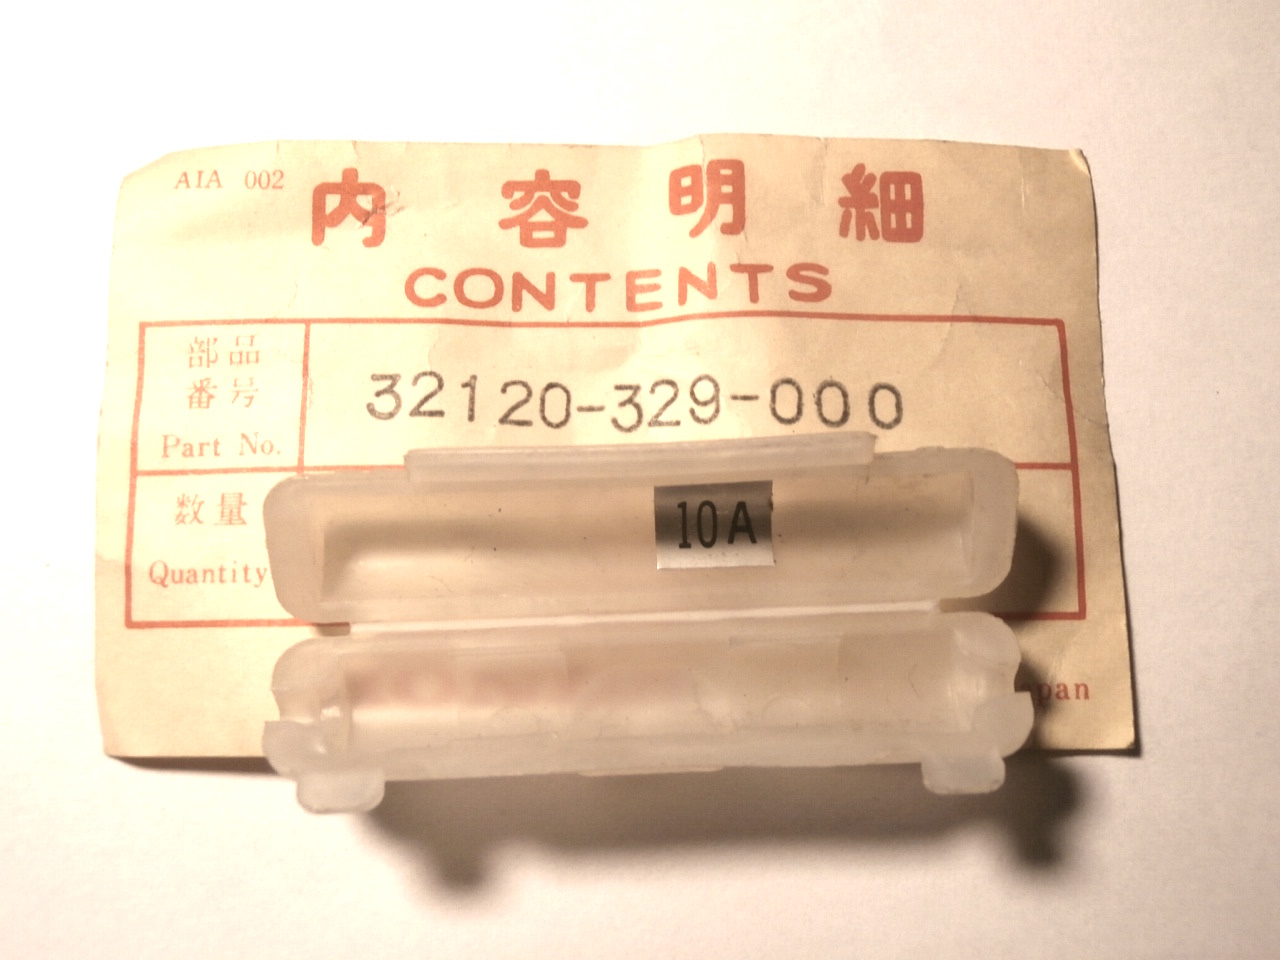 AIA 002
内容明細
CONTENTS
部品
番号
Part No.
32120-329-000
数量
Quantity
10A
pan